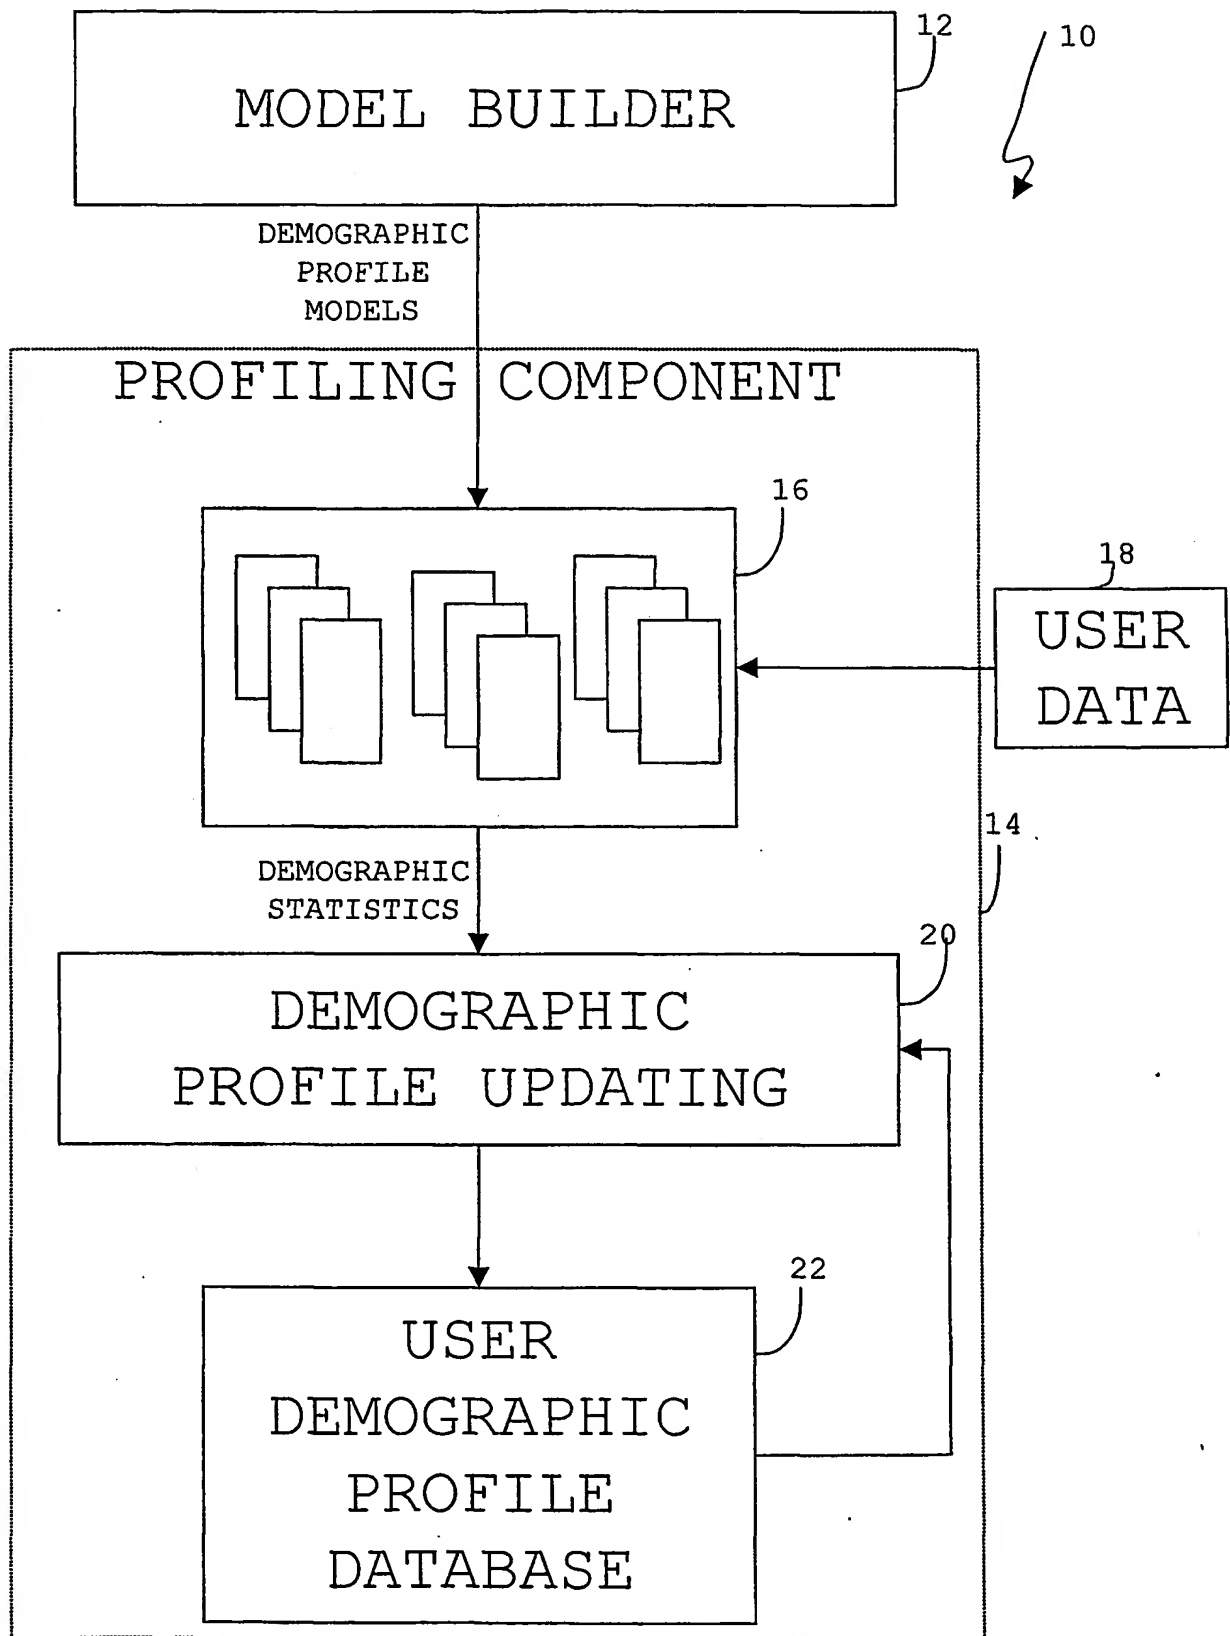 12
10
MODEL BUILDER
DEMOGRAPHIC
PROFILE
MODELS
PROFILING COMPONENT
16
18
USER
DATA
14
DEMOGRAPHIC
STATISTICS
20
DEMOGRAPHIC
PROFILE UPDATING
22
USER
DEMOGRAPHIC
PROFILE
DATABASE